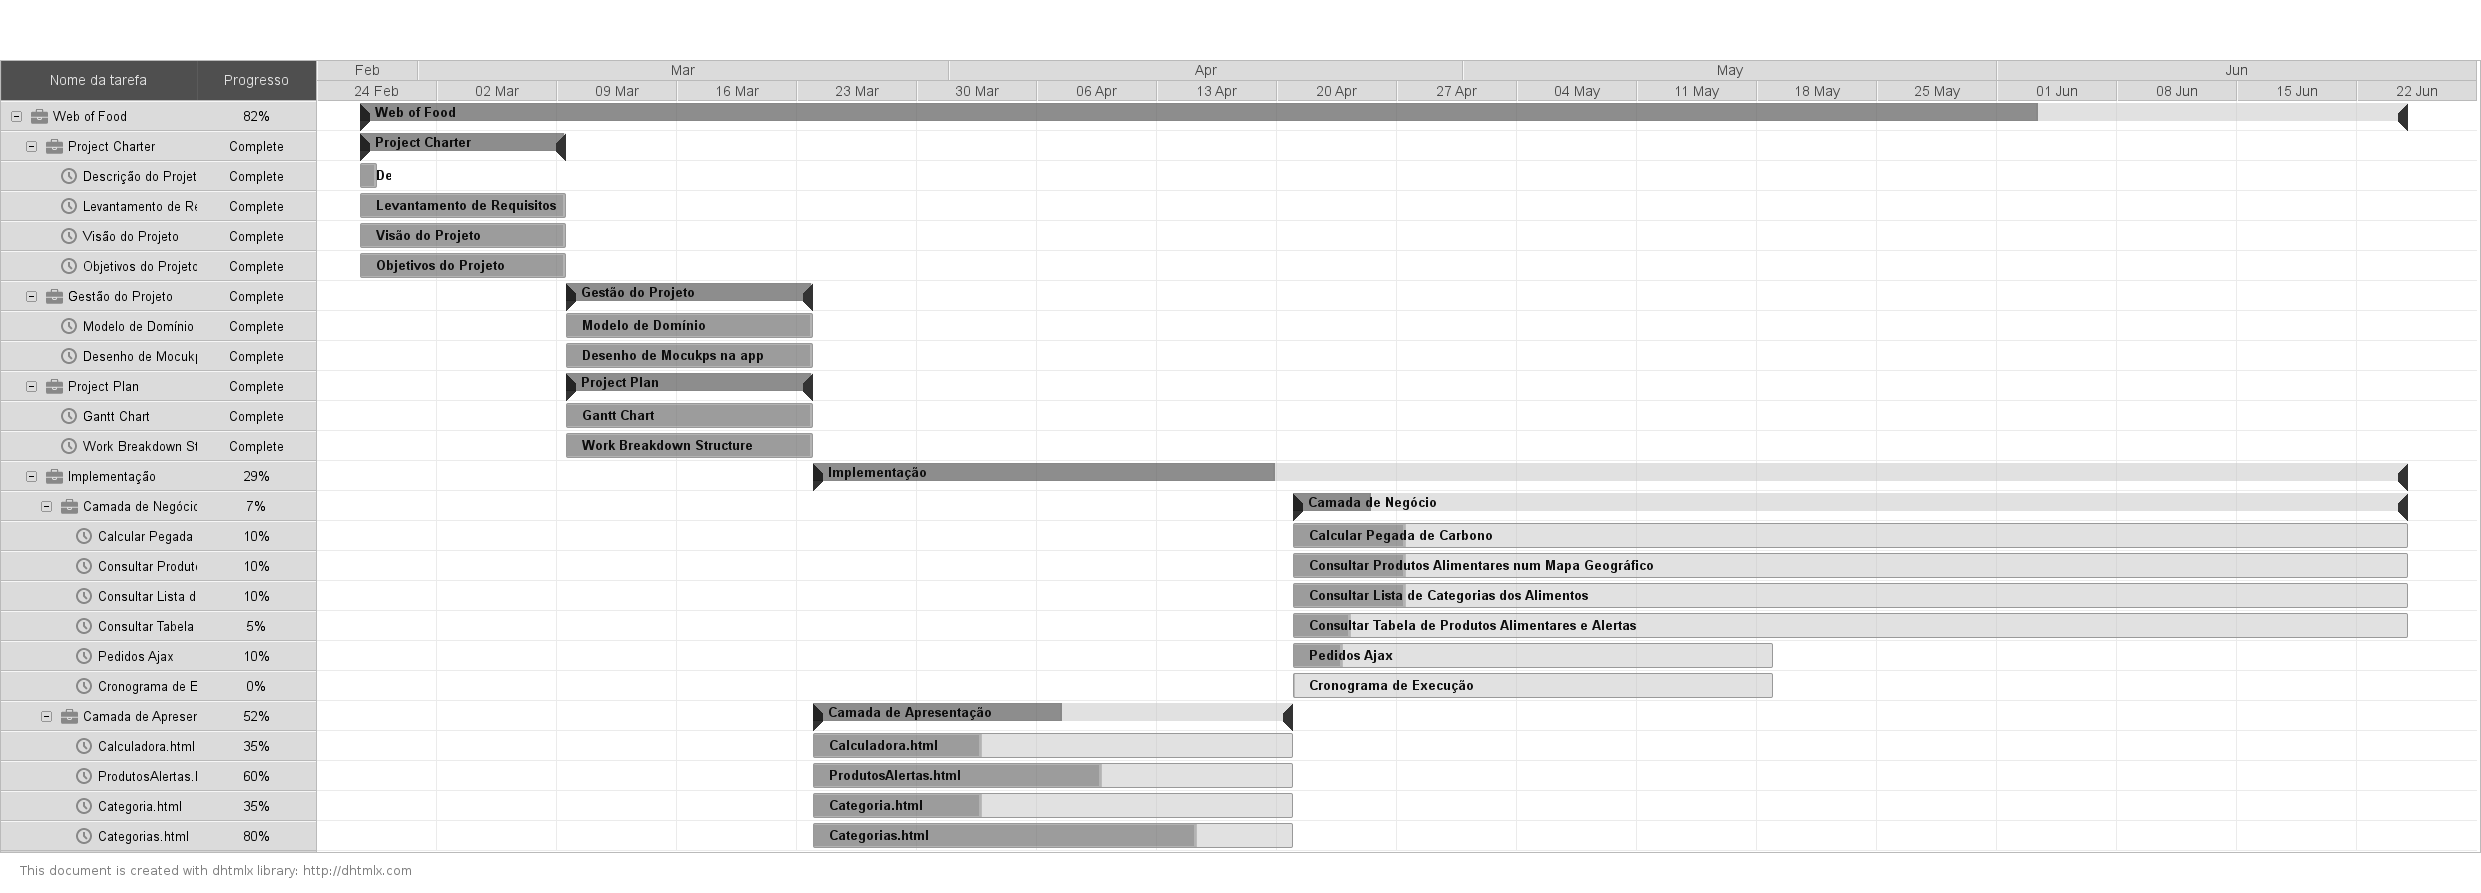 Nome da tarefa Progresso Feb Mar Apr May Jun
24 Feb 02 Mar 09 Mar 16 Mar 23 Mar 30 Mar 06 Apr 13 Apr 20 Apr 27 Apr 04 May 11 May 18 May 25 May 01 Jun 08 Jun 15 Jun 22 Jun
Web of Food 82% Web of Food
Project Charter Complete Project Charter
Descrição do Projet Complete De
Levantamento de Re Complete Levantamento de Requisitos
Visão do Projeto Complete Visão do Projeto
Objetivos do Projeto Complete Objetivos do Projeto
Gestão do Projeto Complete Gestão do Projeto
Modelo de Domínio Complete Modelo de Domínio
Desenho de Mocukp Complete Desenho de Mocukps na app
Project Plan Complete Project Plan
Gantt Chart Complete Gantt Chart
Work Breakdown St Complete Work Breakdown Structure
Implementação 29% Implementação
Camada de Negócio 7% Camada de Negócio
Calcular Pegada 10% Calcular Pegada de Carbono
Consultar Produto 10% Consultar Produtos Alimentares num Mapa Geográfico
Consultar Lista d 10% Consultar Lista de Categorias dos Alimentos
Consultar Tabela 5% Consultar Tabela de Produtos Alimentares e Alertas
Pedidos Ajax 10% Pedidos Ajax
Cronograma de E 0% Cronograma de Execução
Camada de Apreser 52% Camada de Apresentação
Calculadora.html 35% Calculadora.html
ProdutosAlertas.l 60% ProdutosAlertas.html
Categoria.html 35% Categoria.html
Categorias.html 80% Categorias.html
This document is created with dhtmlx library: http://dhtmlx.com